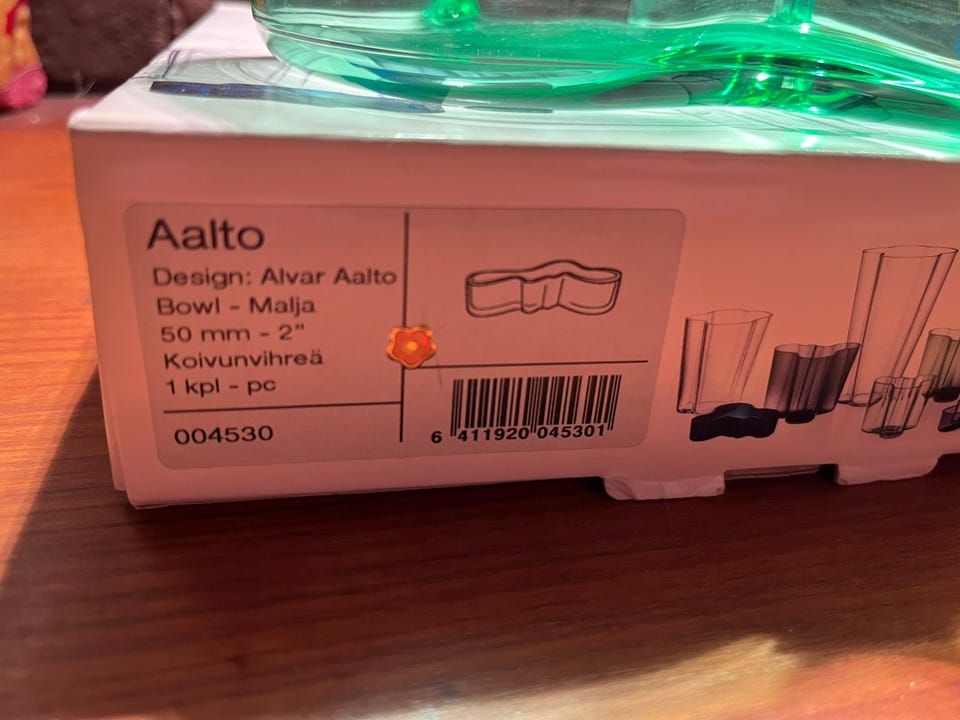 Aalto
Design: Alvar Aalto
Bowl - Malja
50 mm - 2"
Koivunvihreä
1 kpl - pc
004530
6 411920 045301